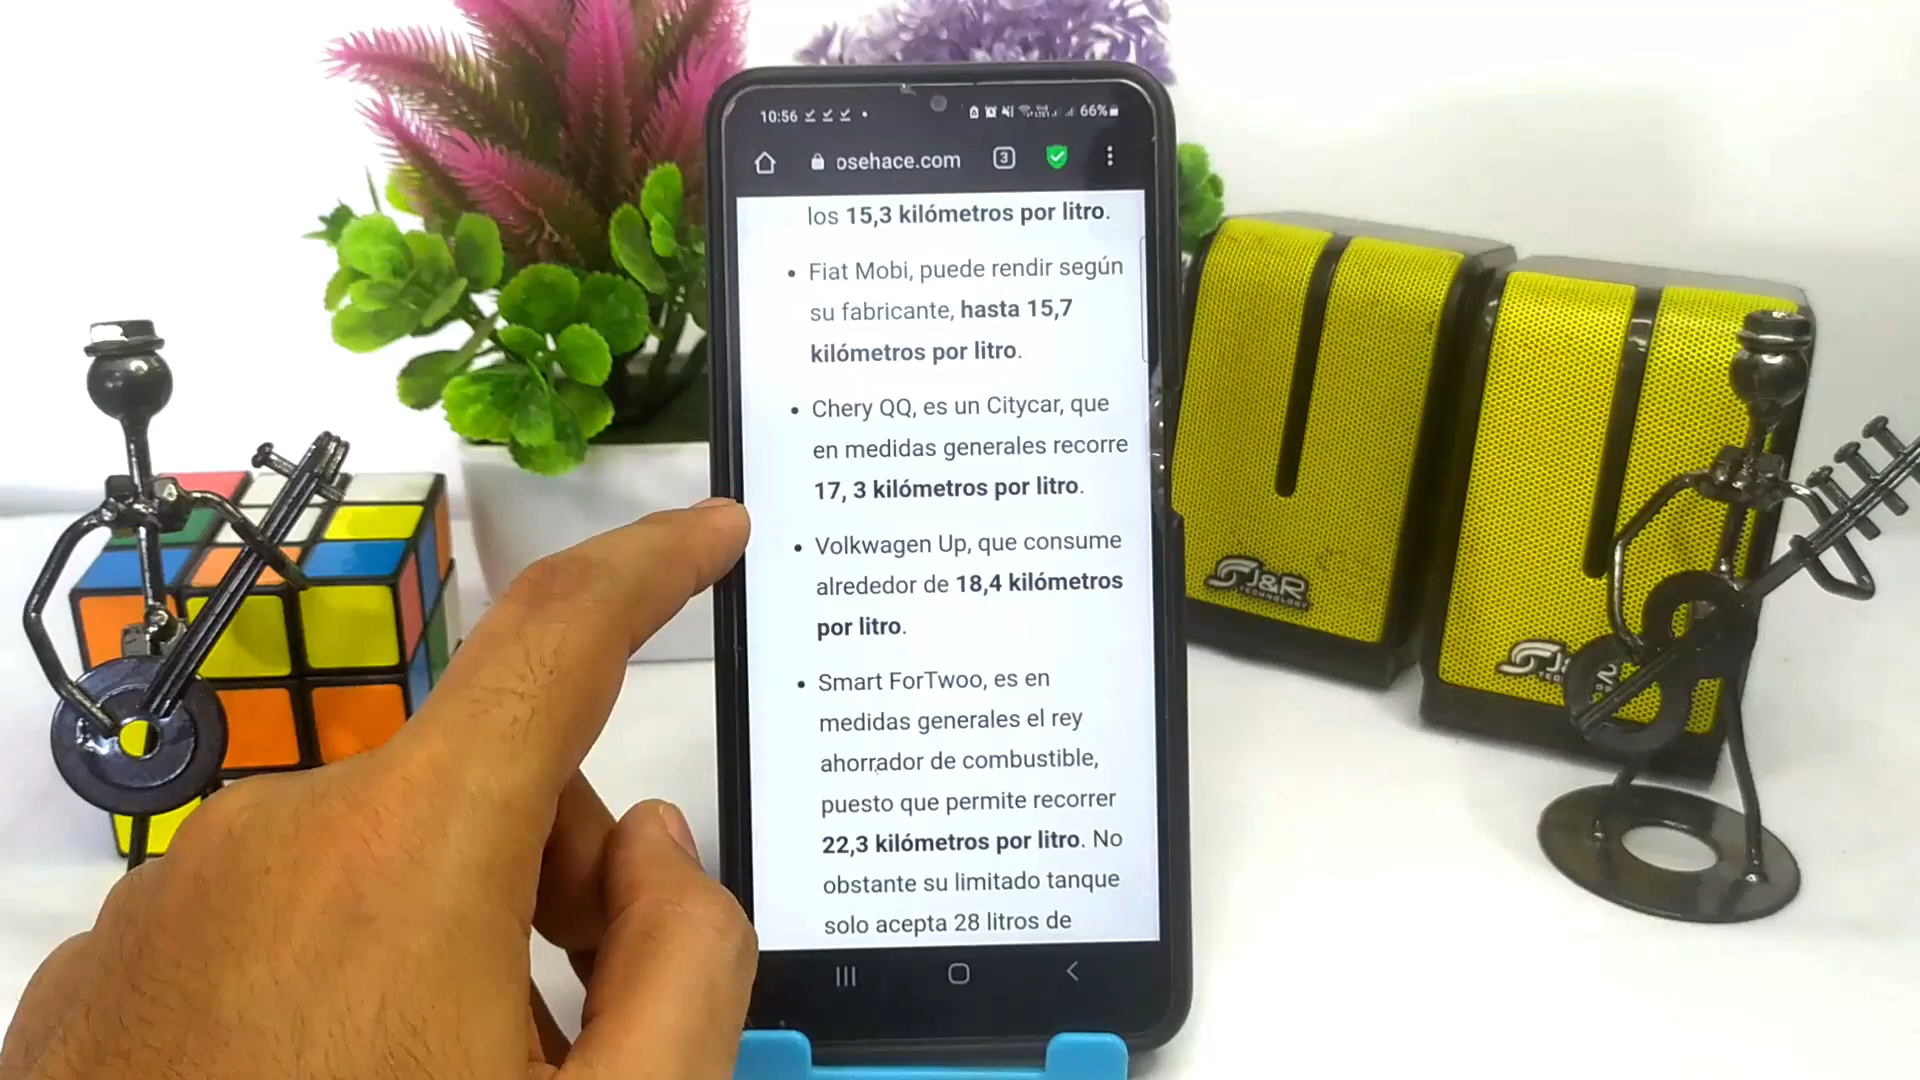 10:56
66%
osehace.com
3
los 15,3 kilómetros por litro.
Fiat Mobi, puede rendir según
su fabricante, hasta 15,7
kilómetros por litro.
Chery QQ, es un Citycar, que
en medidas generales recorre
17, 3 kilómetros por litro.
Volkwagen Up, que consume
alrededor de 18,4 kilómetros
por litro.
Smart ForTwoo, es en
medidas generales el rey
ahorrador de combustible,
puesto que permite recorrer
22,3 kilómetros por litro. No
obstante su limitado tanque
solo acepta 28 litros de
J&R
TECHNOLOGY